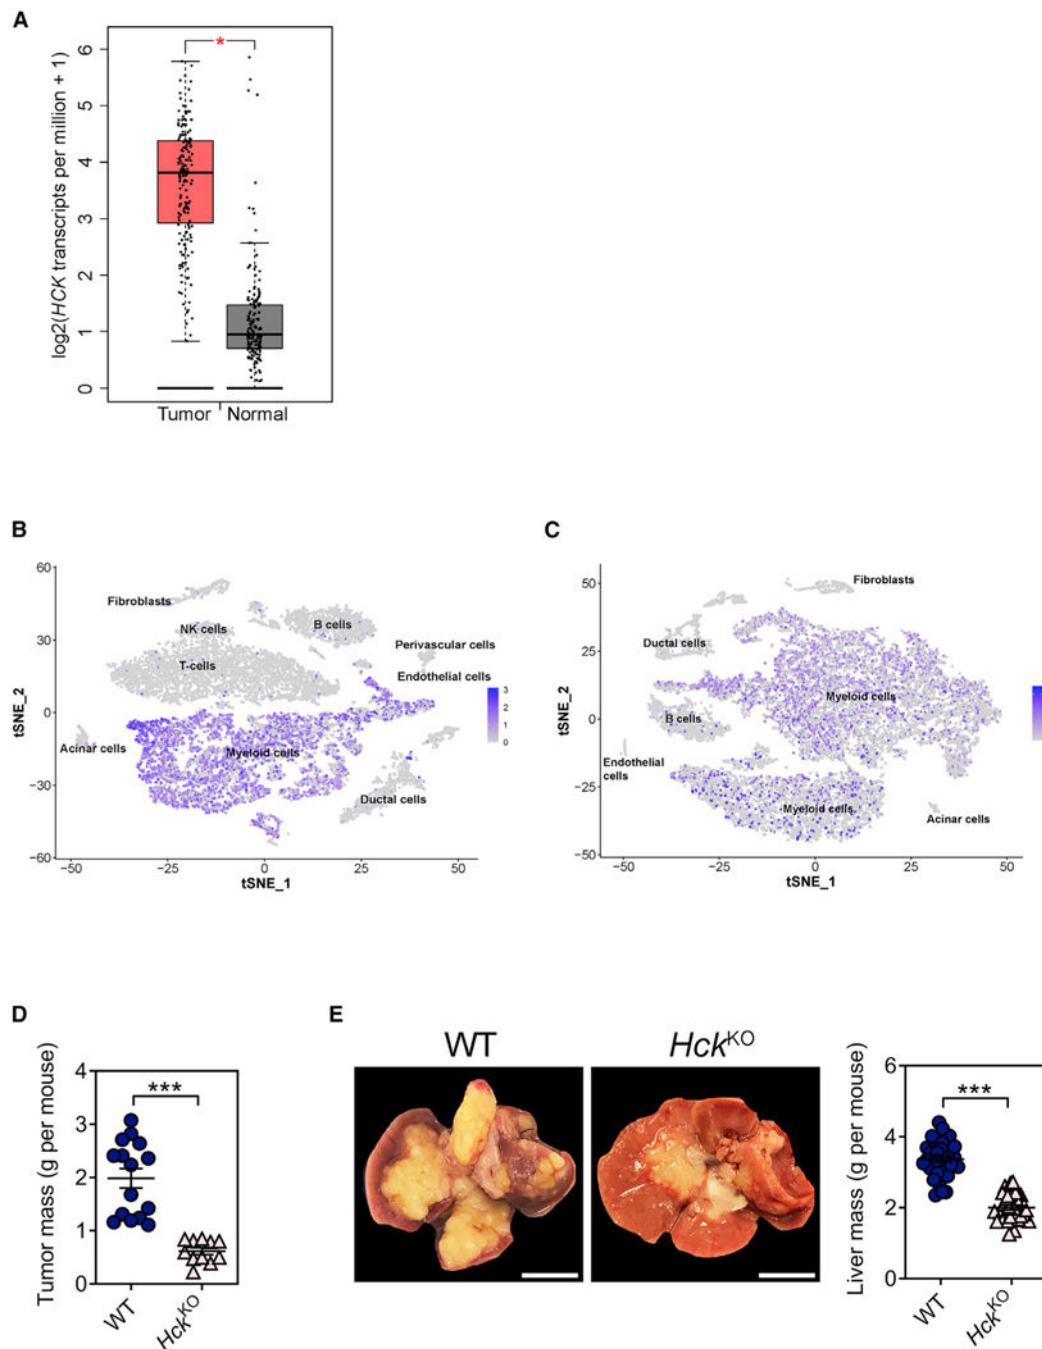 A
log2(HCK transcripts per million + 1)
6
5
4
3
2
1
0
*
Tumor
Normal
B
tSNE_2
60
30
0
−30
−60
Fibroblasts
NK cells
B cells
T-cells
Perivascular cells
Endothelial cells
Acinar cells
Myeloid cells
Ductal cells
3
2
1
0
−50
−25
0
25
50
tSNE_1
C
tSNE_2
50
25
0
−25
−50
Fibroblasts
Ductal cells
Myeloid cells
B cells
Endothelial
cells
Myeloid cells
Acinar cells
−50
−25
0
25
50
tSNE_1
D
Tumor mass (g per mouse)
4
3
2
1
0
***
WT
HckKO
E
WT
HckKO
Liver mass (g per mouse)
6
4
2
0
***
WT
HckKO